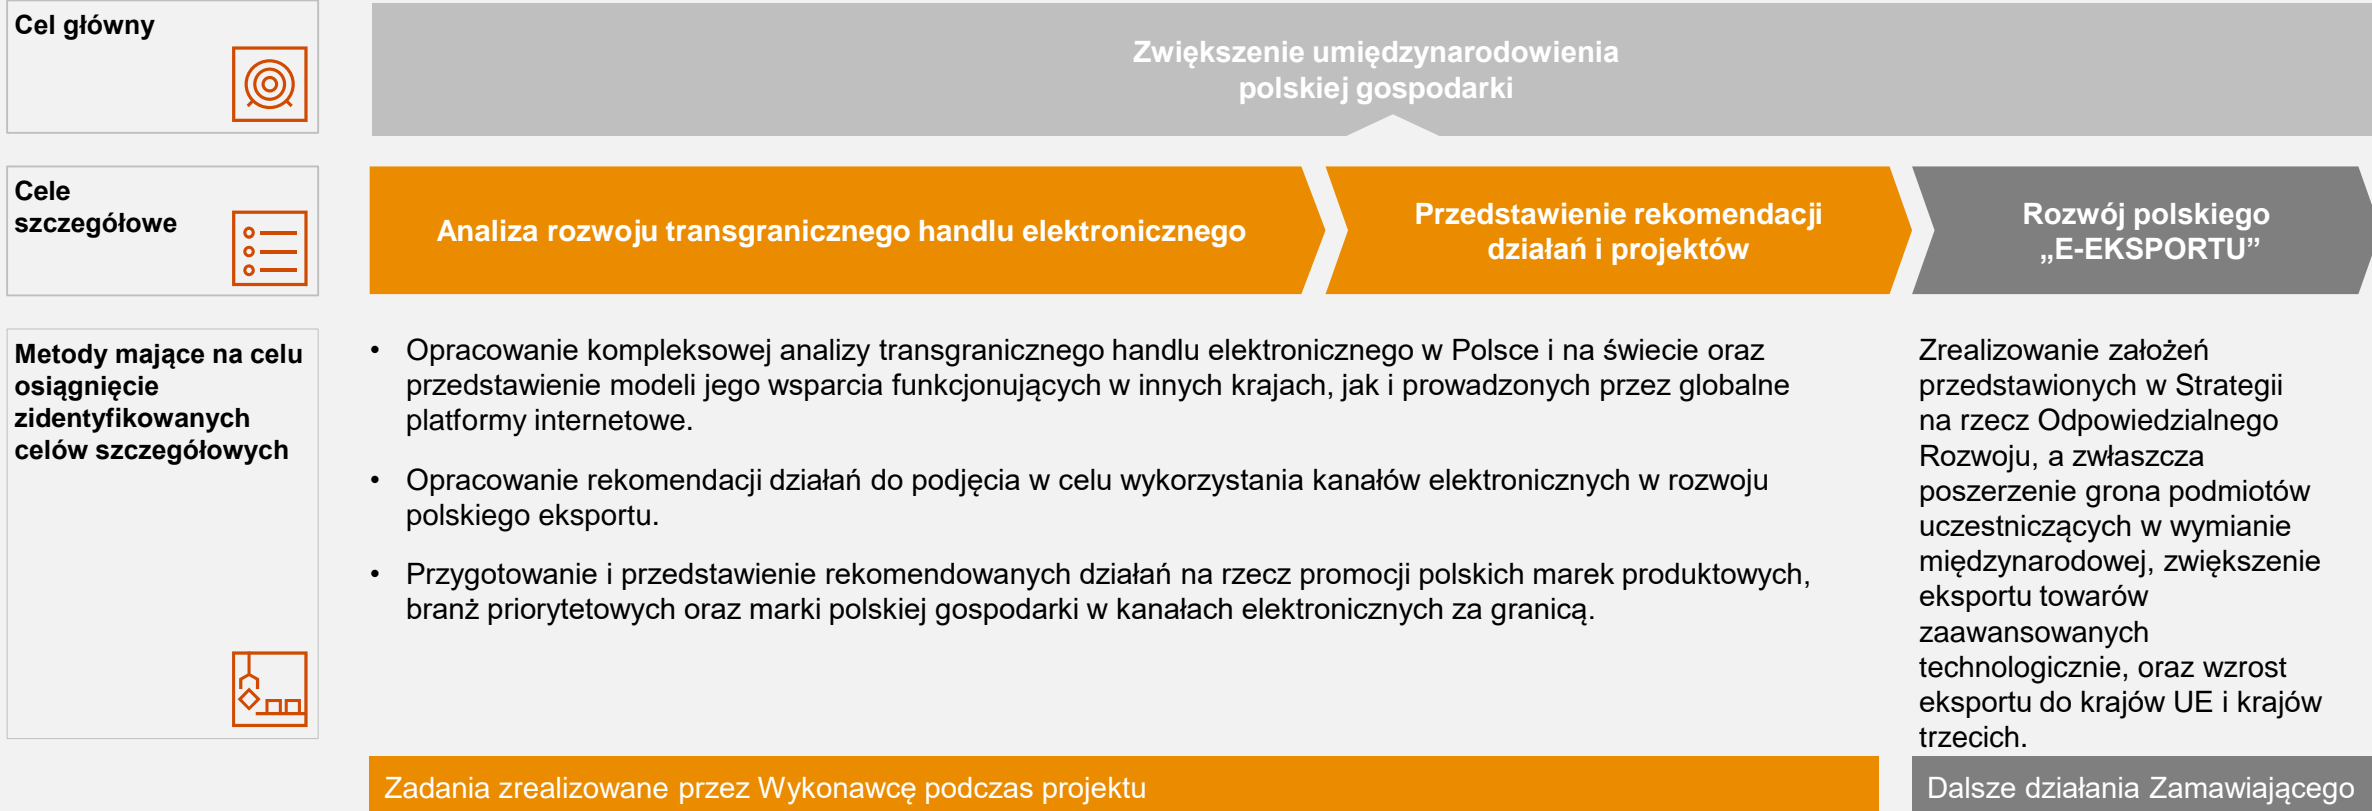 Cel główny
Zwiększenie umiędzynarodowienia
polskiej gospodarki
Cele
szczegółowe
Analiza rozwoju transgranicznego handlu elektronicznego
Przedstawienie rekomendacji
działań i projektów
Rozwój polskiego
„E-EKSPORTU”
Metody mające na celu
osiągnięcie
zidentyfikowanych
celów szczegółowych
• Opracowanie kompleksowej analizy transgranicznego handlu elektronicznego w Polsce i na świecie oraz
przedstawienie modeli jego wsparcia funkcjonujących w innych krajach, jak i prowadzonych przez globalne
platformy internetowe.
• Opracowanie rekomendacji działań do podjęcia w celu wykorzystania kanałów elektronicznych w rozwoju
polskiego eksportu.
• Przygotowanie i przedstawienie rekomendowanych działań na rzecz promocji polskich marek produktowych,
branż priorytetowych oraz marki polskiej gospodarki w kanałach elektronicznych za granicą.
Zrealizowanie założeń
przedstawionych w Strategii
na rzecz Odpowiedzialnego
Rozwoju, a zwłaszcza
poszerzenie grona podmiotów
uczestniczących w wymianie
międzynarodowej, zwiększenie
eksportu towarów
zaawansowanych
technologicznie, oraz wzrost
eksportu do krajów UE i krajów
trzecich.
Zadania zrealizowane przez Wykonawcę podczas projektu
Dalsze działania Zamawiającego